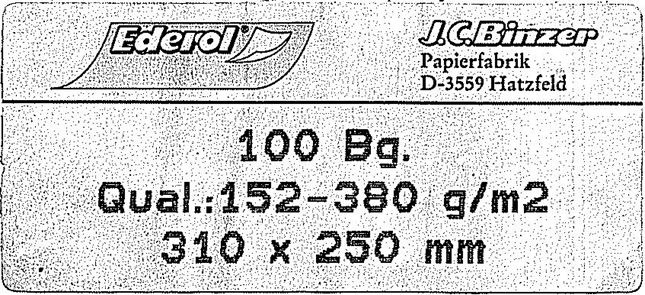 Ederol®
J.C.Binzer
Papierfabrik
D-3559 Hatzfeld
100 Bg.
Qual.:152-380 g/m2
310 x 250 mm